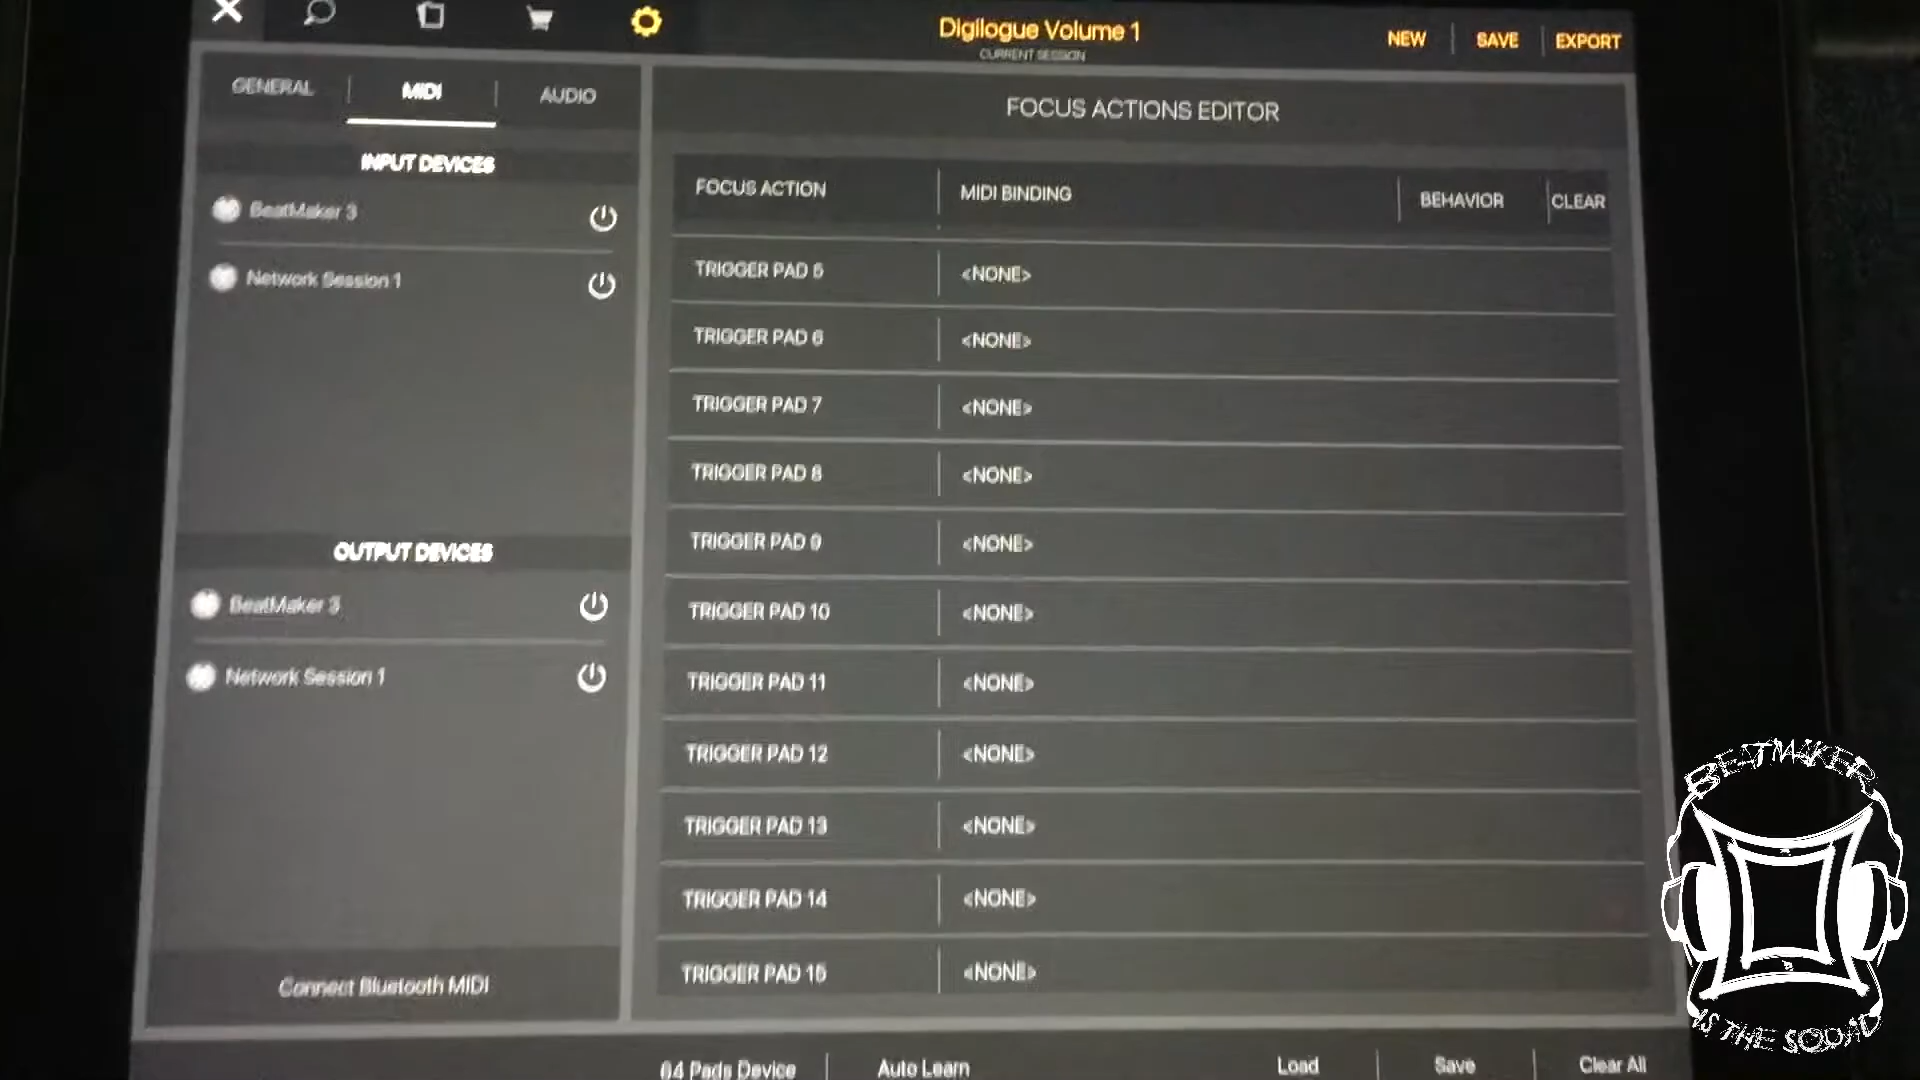 Digilogue Volume 1
CURRENT SESSION
NEW
SAVE
EXPORT
GENERAL
MIDI
AUDIO
INPUT DEVICES
BeatMaker 3
Network Session 1
OUTPUT DEVICES
BeatMaker 3
Network Session 1
Connect Bluetooth MIDI
FOCUS ACTIONS EDITOR
FOCUS ACTION
MIDI BINDING
BEHAVIOR
CLEAR
TRIGGER PAD 5 <NONE>
TRIGGER PAD 6 <NONE>
TRIGGER PAD 7 <NONE>
TRIGGER PAD 8 <NONE>
TRIGGER PAD 9 <NONE>
TRIGGER PAD 10 <NONE>
TRIGGER PAD 11 <NONE>
TRIGGER PAD 12 <NONE>
TRIGGER PAD 13 <NONE>
TRIGGER PAD 14 <NONE>
TRIGGER PAD 15 <NONE>
64 Pads Device
Auto Learn
Load
Save
Clear All
BEATMAKER
IS THE SQUAD